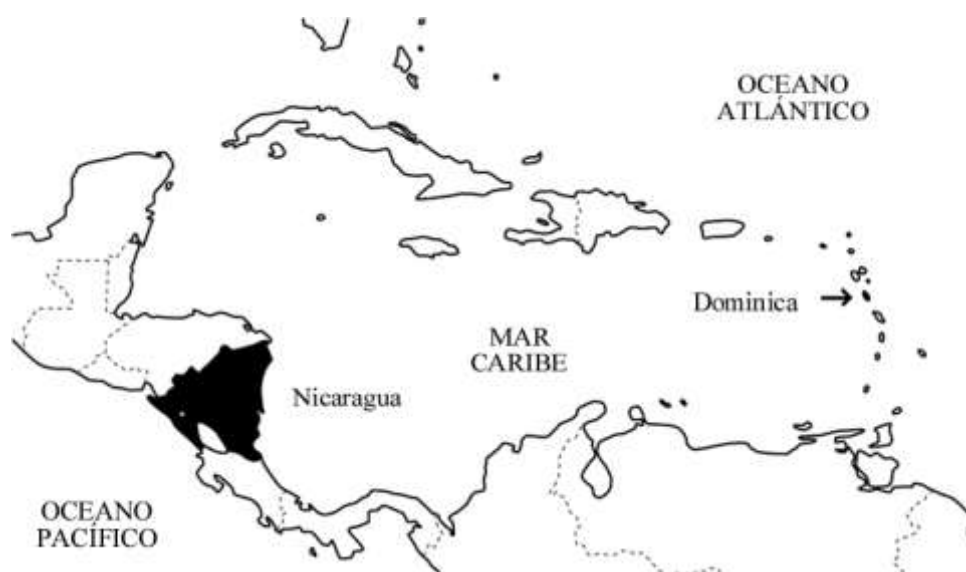 OCEANO
ATLÁNTICO
Dominica
MAR
CARIBE
Nicaragua
OCEANO
PACÍFICO